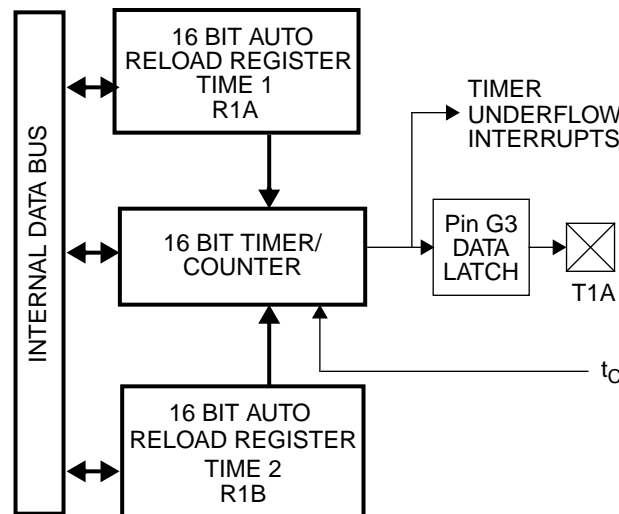 INTERNAL DATA BUS
16 BIT AUTO
RELOAD REGISTER
TIME 1
R1A
TIMER
UNDERFLOW
INTERRUPTS
16 BIT TIMER/
COUNTER
Pin G3
DATA
LATCH
T1A
16 BIT AUTO
RELOAD REGISTER
TIME 2
R1B